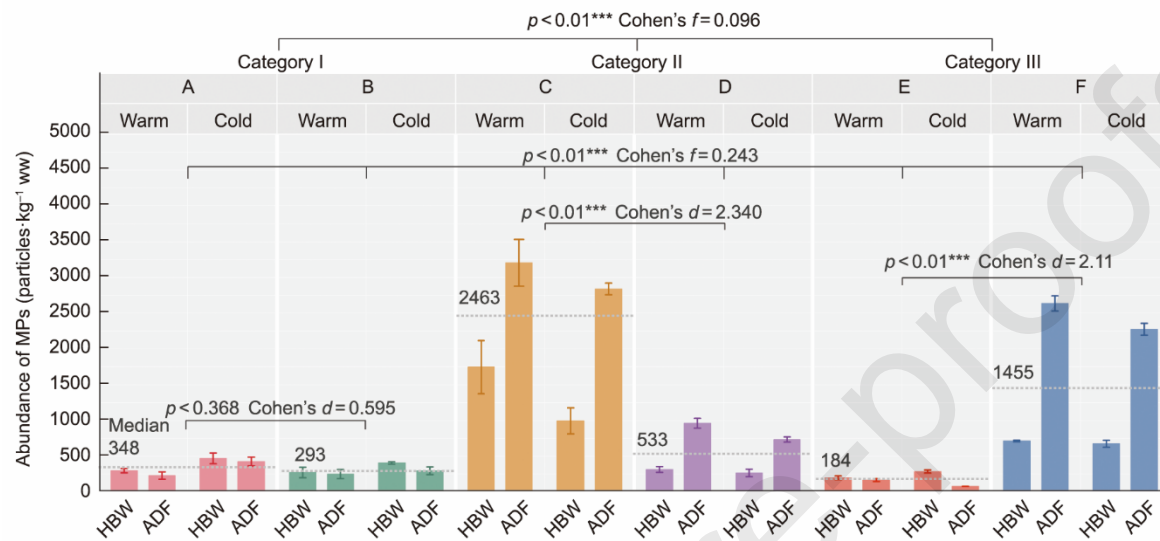 p<0.01*** Cohen's f=0.096
Category I Category II Category III
A B C D E F
Warm Cold Warm Cold Warm Cold Warm Cold Warm Cold Warm Cold
5000
p<0.01*** Cohen's f=0.243
4500
4000
p<0.01*** Cohen's d=2.340
3500
p<0.01*** Cohen's d=2.11
3000
2463
2500
2000
1455
1500
p<0.368 Cohen's d=0.595
1000
Median
348
293
533
184
500
0
HBW ADF HBW ADF HBW ADF HBW ADF HBW ADF HBW ADF HBW ADF HBW ADF HBW ADF HBW ADF HBW ADF HBW ADF
Abundance of MPs (particles·kg⁻¹ ww)
re-proof